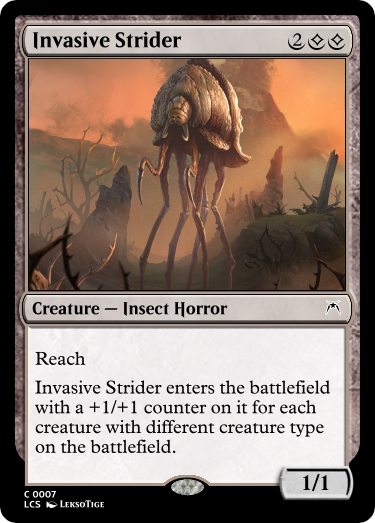 Invasive Strider 2
Creature — Insect Horror
Reach
Invasive Strider enters the battlefield
with a +1/+1 counter on it for each
creature with different creature type
on the battlefield.
1/1
C 0007
LCS LeksoTige